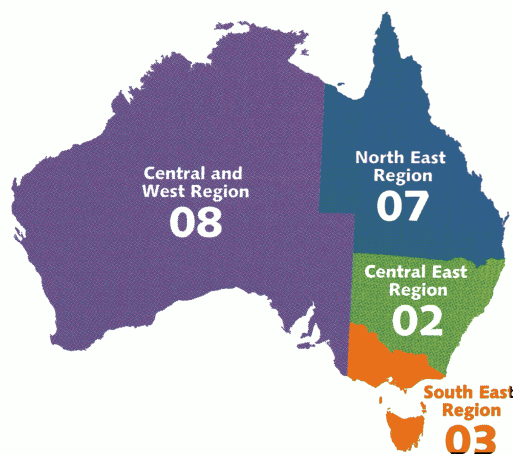 North East
Region
07
Central and
West Region
08
Central East
Region
02
South East
Region
03